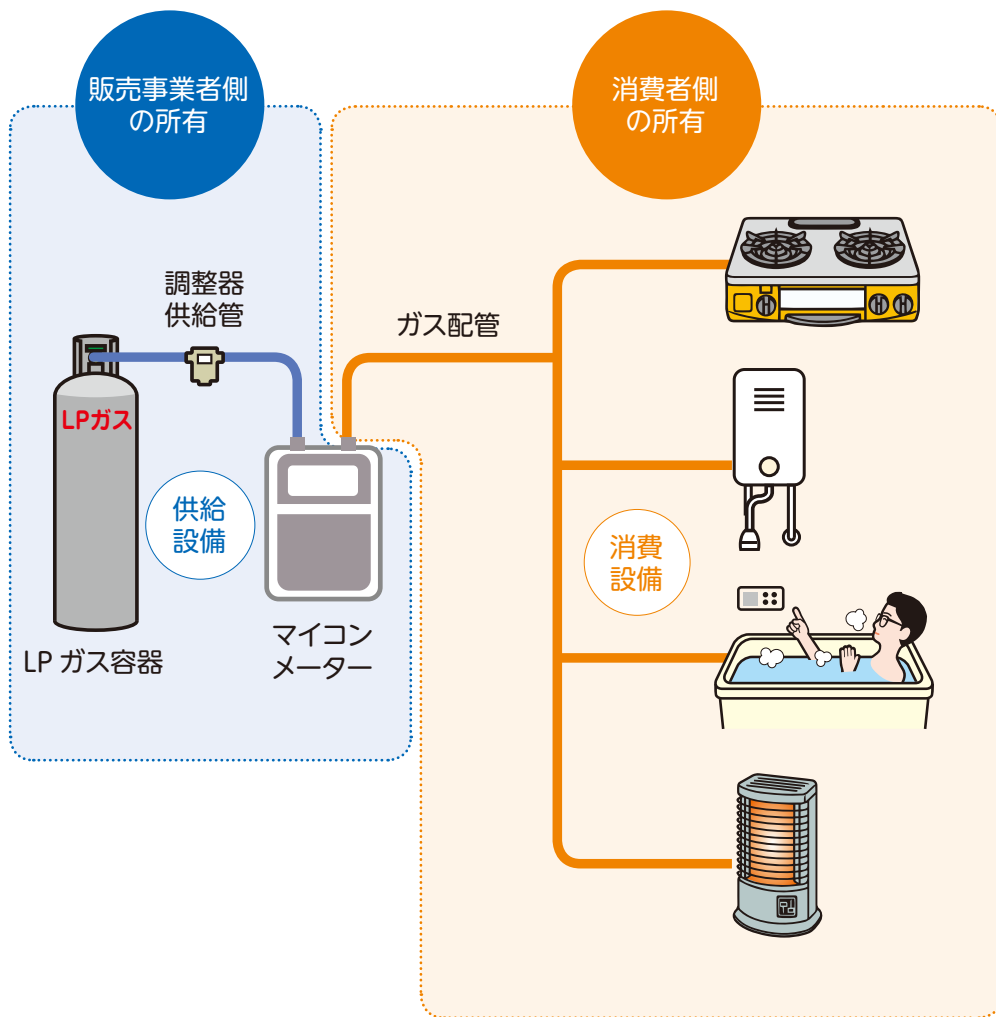 販売事業者側
の所有
消費者側
の所有
調整器
供給管
ガス配管
LPガス
供給
設備
消費
設備
マイコン
メーター
LP ガス容器